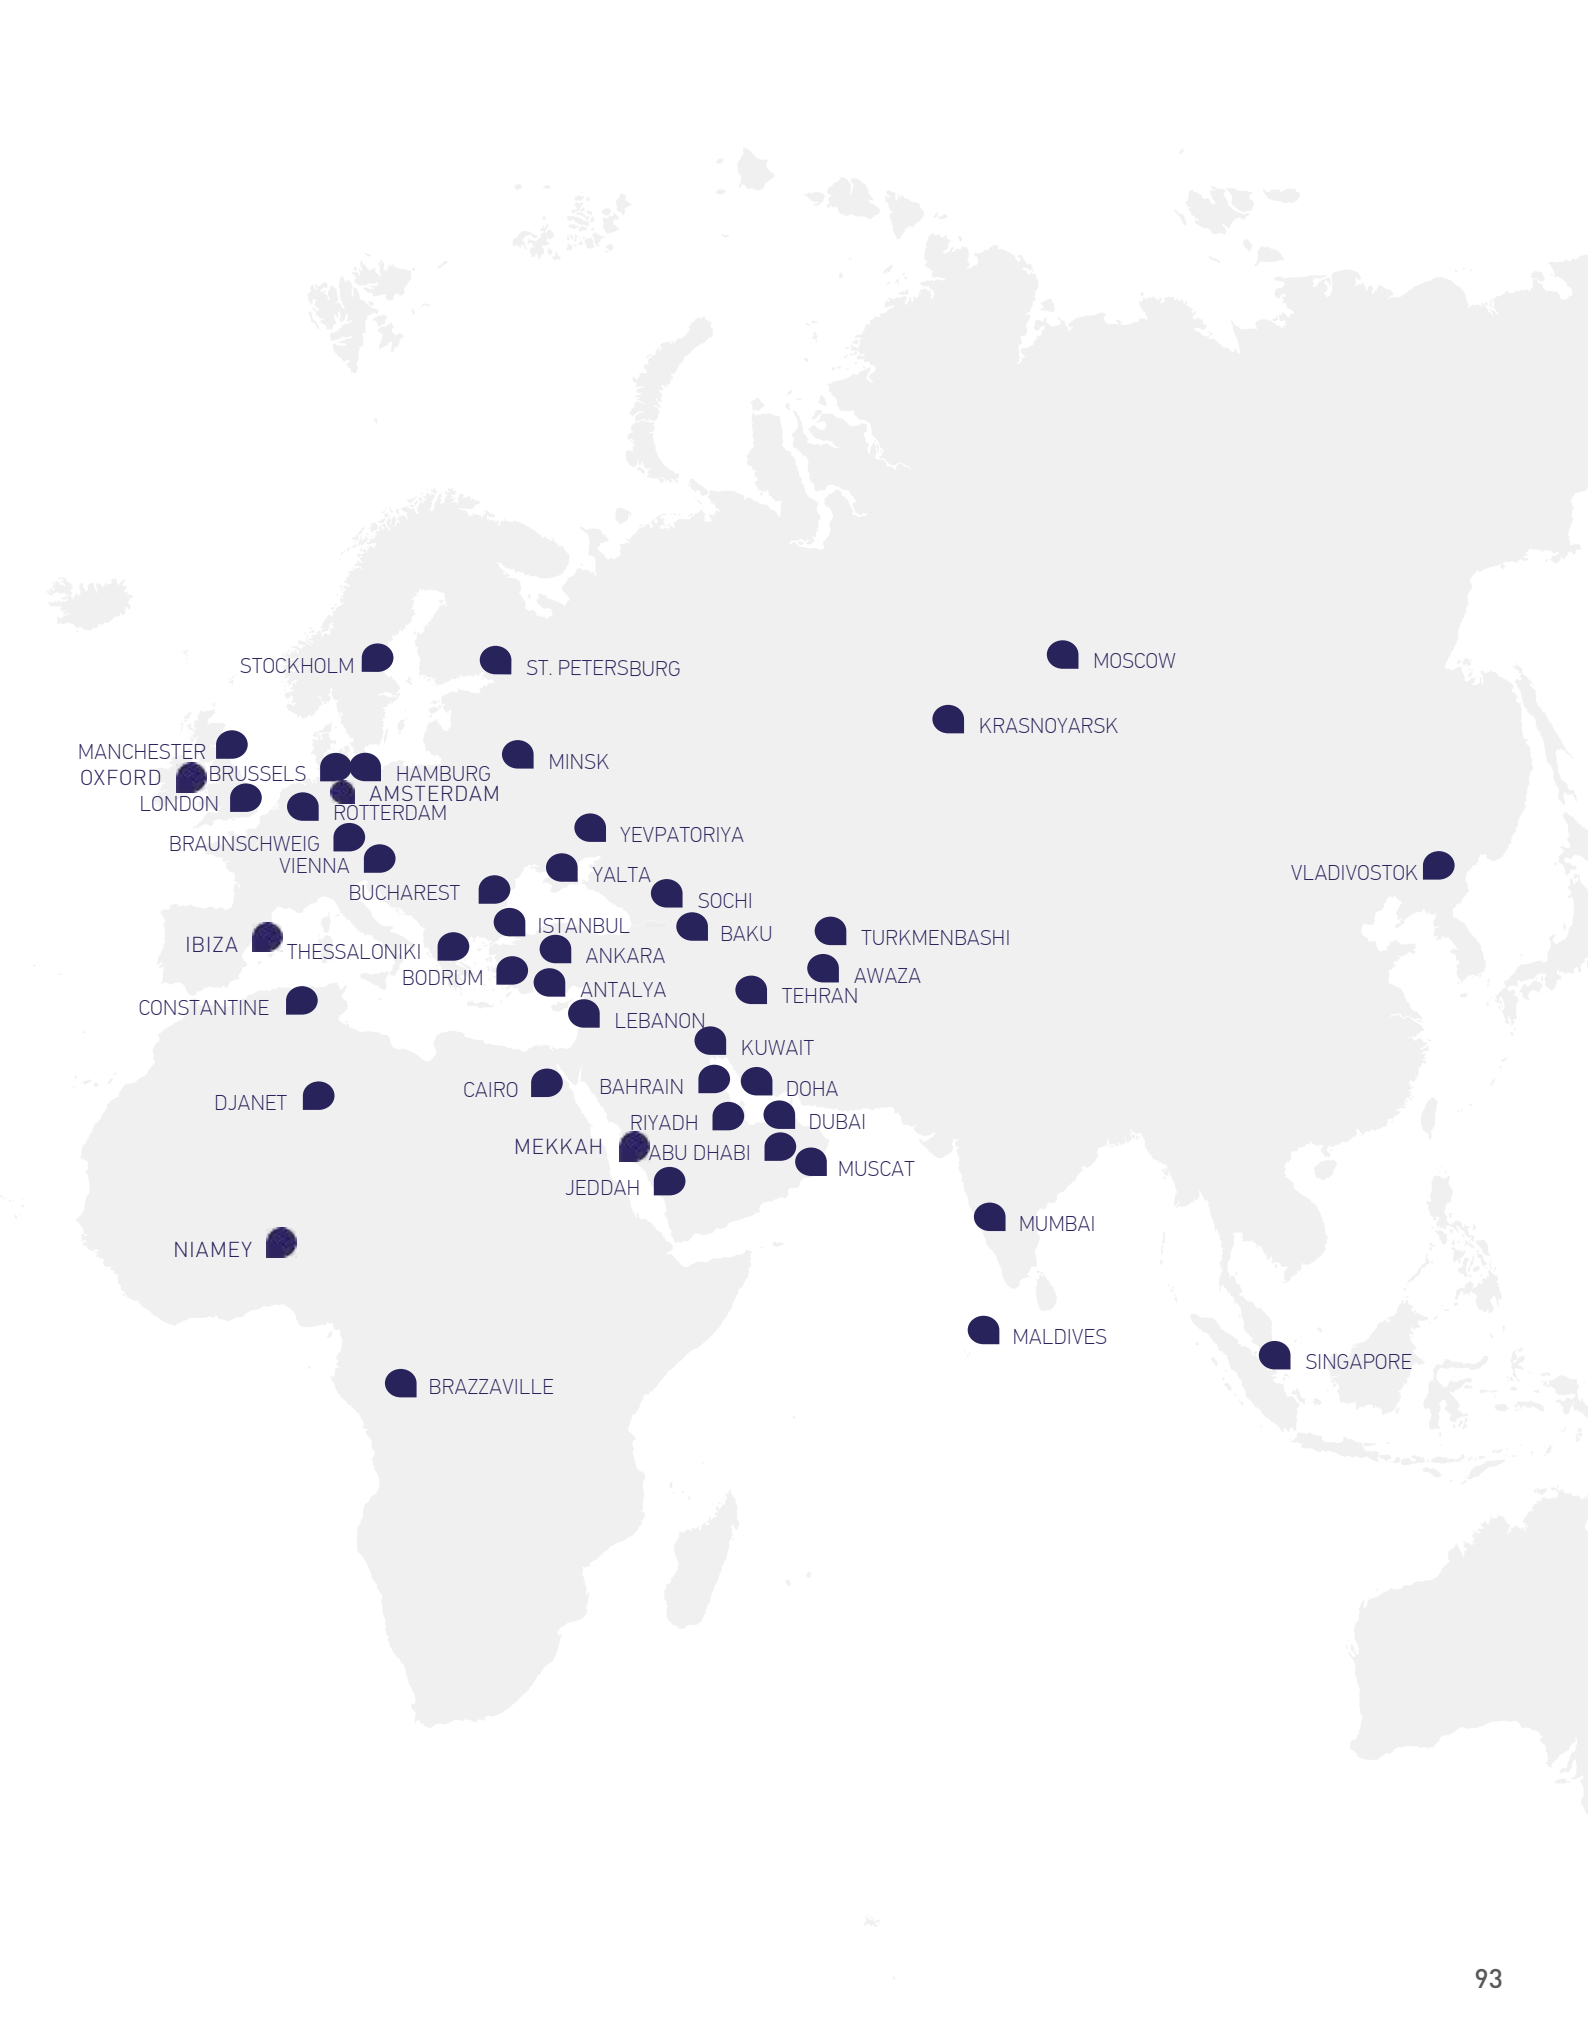 STOCKHOLM
ST. PETERSBURG
MOSCOW
KRASNOYARSK
MANCHESTER
MINSK
OXFORD
BRUSSELS
HAMBURG
AMSTERDAM
LONDON
ROTTERDAM
YEVPATORIYA
BRAUNSCHWEIG
VIENNA
YALTA
VLADIVOSTOK
BUCHAREST
SOCHI
ISTANBUL
BAKU
TURKMENBASHI
IBIZA
THESSALONIKI
ANKARA
BODRUM
AWAZA
ANTALYA
TEHRAN
CONSTANTINE
LEBANON
KUWAIT
CAIRO
BAHRAIN
DOHA
DJANET
RIYADH
DUBAI
MEKKAH
ABU DHABI
MUSCAT
JEDDAH
MUMBAI
NIAMEY
MALDIVES
SINGAPORE
BRAZZAVILLE
93